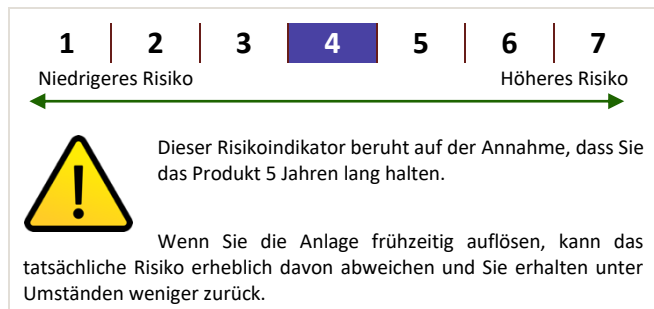 1 2 3 4 5 6 7
Niedrigeres Risiko Höheres Risiko
Dieser Risikoindikator beruht auf der Annahme, dass Sie
das Produkt 5 Jahren lang halten.
Wenn Sie die Anlage frühzeitig auflösen, kann das
tatsächliche Risiko erheblich davon abweichen und Sie erhalten unter
Umständen weniger zurück.